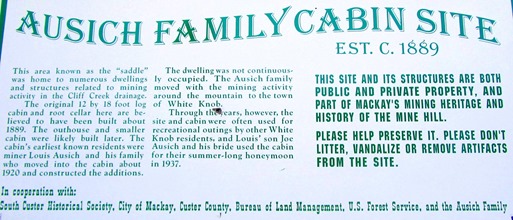 AUSICH FAMILY CABIN SITE
EST. C. 1889
This area known as the "saddle"
was home to numerous dwellings
and structures related to mining
activity in the Cliff Creek drainage.
The original 12 by 18 foot log
cabin and root cellar here are be-
lieved to have been built about
1889. The outhouse and smaller
cabin were likely built later. The
cabin's earliest known residents were
miner Louis Ausich and his family
who moved into the cabin about
1920 and constructed the additions.
The dwelling was not continuous-
ly occupied. The Ausich family
moved with the mining activity
around the mountain to the town
of White Knob.
Through the years, however, the
site and cabin were often used for
recreational outings by other White
Knob residents, and Louis' son Joe
Ausich and his bride used the cabin
for their summer-long honeymoon
in 1937.
THIS SITE AND ITS STRUCTURES ARE BOTH
PUBLIC AND PRIVATE PROPERTY, AND
PART OF MACKAY'S MINING HERITAGE AND
HISTORY OF THE MINE HILL.
PLEASE HELP PRESERVE IT. PLEASE DON'T
LITTER, VANDALIZE OR REMOVE ARTIFACTS
FROM THE SITE.
In cooperation with:
South Custer Historical Society, City of Mackay, Custer County, Bureau of Land Management, U.S. Forest Service, and the Ausich Family